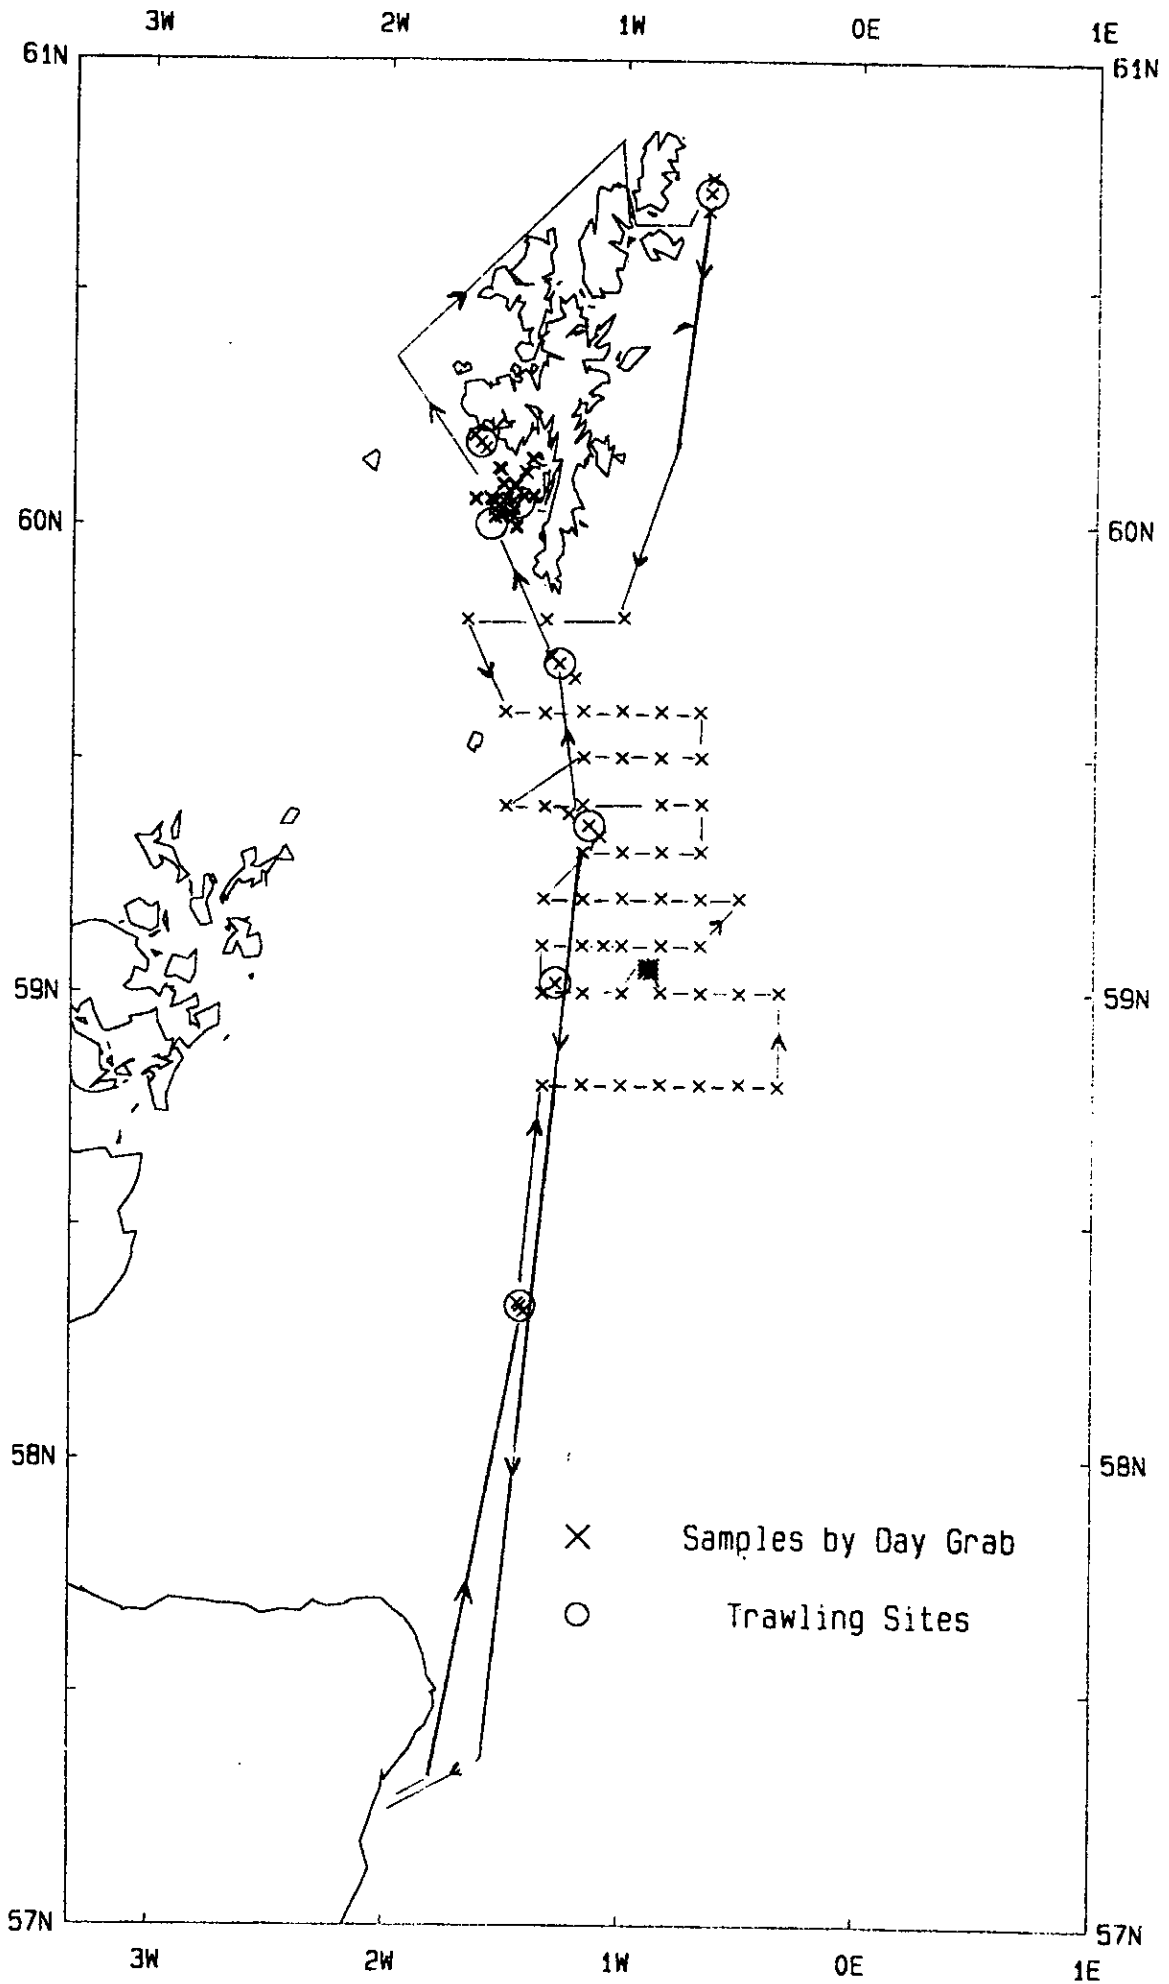 3W 2W 1W 0E 1E
61N 61N
60N 60N
59N 59N
58N 58N
Samples by Day Grab
Trawling Sites
57N 57N
3W 2W 1W 0E 1E